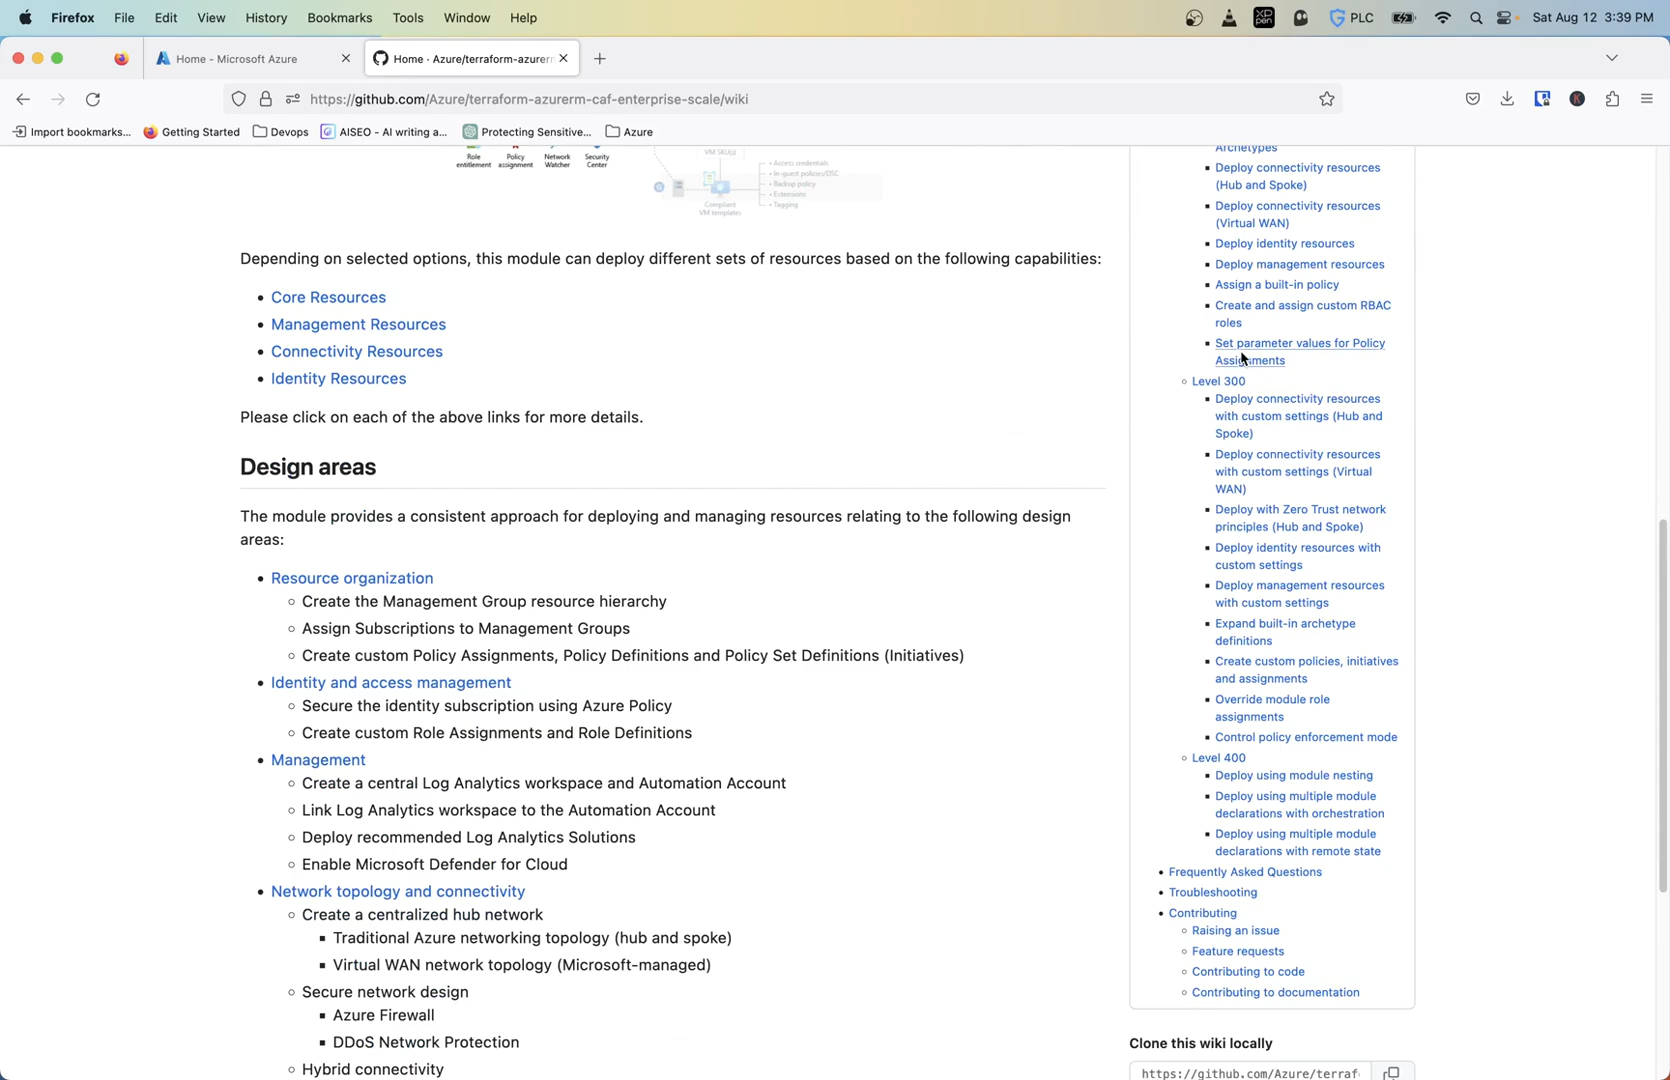 Firefox File Edit View History Bookmarks Tools Window Help PLC Sat Aug 12 3:39 PM
Home - Microsoft Azure
Home · Azure/terraform-azurerm
https://github.com/Azure/terraform-azurerm-caf-enterprise-scale/wiki
Import bookmarks... Getting Started Devops AISEO - AI writing a... Protecting Sensitive... Azure
Role entitlement
Policy assignment
Network Watcher
Security Center
VM SKU(s)
Compliant VM templates
• Access credentials
• In-guest policies/DSC
• Backup policy
• Extensions
• Tagging
Depending on selected options, this module can deploy different sets of resources based on the following capabilities:
• Core Resources
• Management Resources
• Connectivity Resources
• Identity Resources
Please click on each of the above links for more details.
Design areas
The module provides a consistent approach for deploying and managing resources relating to the following design
areas:
• Resource organization
◦ Create the Management Group resource hierarchy
◦ Assign Subscriptions to Management Groups
◦ Create custom Policy Assignments, Policy Definitions and Policy Set Definitions (Initiatives)
• Identity and access management
◦ Secure the identity subscription using Azure Policy
◦ Create custom Role Assignments and Role Definitions
• Management
◦ Create a central Log Analytics workspace and Automation Account
◦ Link Log Analytics workspace to the Automation Account
◦ Deploy recommended Log Analytics Solutions
◦ Enable Microsoft Defender for Cloud
• Network topology and connectivity
◦ Create a centralized hub network
▪ Traditional Azure networking topology (hub and spoke)
▪ Virtual WAN network topology (Microsoft-managed)
◦ Secure network design
▪ Azure Firewall
▪ DDoS Network Protection
◦ Hybrid connectivity
Archetypes
▪ Deploy connectivity resources
(Hub and Spoke)
▪ Deploy connectivity resources
(Virtual WAN)
▪ Deploy identity resources
▪ Deploy management resources
▪ Assign a built-in policy
▪ Create and assign custom RBAC
roles
▪ Set parameter values for Policy
Assignments
◦ Level 300
▪ Deploy connectivity resources
with custom settings (Hub and
Spoke)
▪ Deploy connectivity resources
with custom settings (Virtual
WAN)
▪ Deploy with Zero Trust network
principles (Hub and Spoke)
▪ Deploy identity resources with
custom settings
▪ Deploy management resources
with custom settings
▪ Expand built-in archetype
definitions
▪ Create custom policies, initiatives
and assignments
▪ Override module role
assignments
▪ Control policy enforcement mode
◦ Level 400
▪ Deploy using module nesting
▪ Deploy using multiple module
declarations with orchestration
▪ Deploy using multiple module
declarations with remote state
• Frequently Asked Questions
• Troubleshooting
• Contributing
◦ Raising an issue
◦ Feature requests
◦ Contributing to code
◦ Contributing to documentation
Clone this wiki locally
https://github.com/Azure/terraf